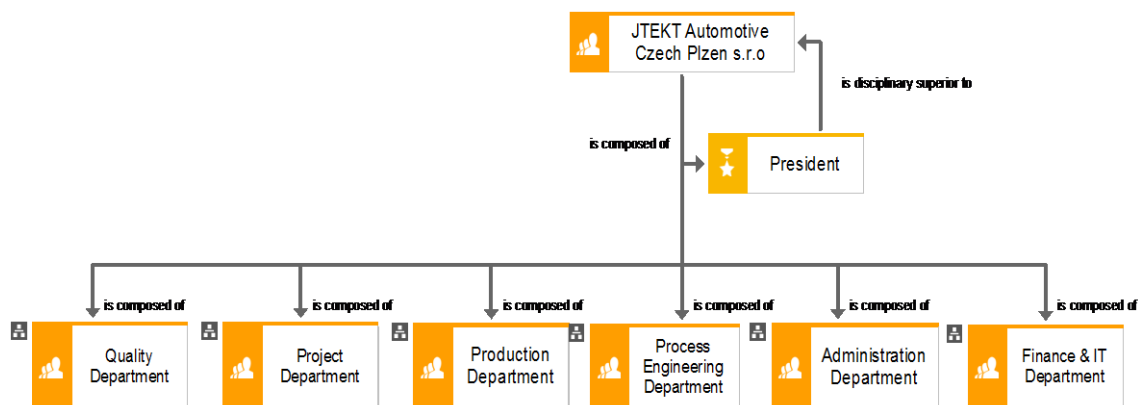 JTEKT Automotive
Czech Plzen s.r.o
is disciplinary superior to
is composed of
President
is composed of
is composed of
is composed of
is composed of
is composed of
is composed of
Quality
Department
Project
Department
Production
Department
Process
Engineering
Department
Administration
Department
Finance & IT
Department